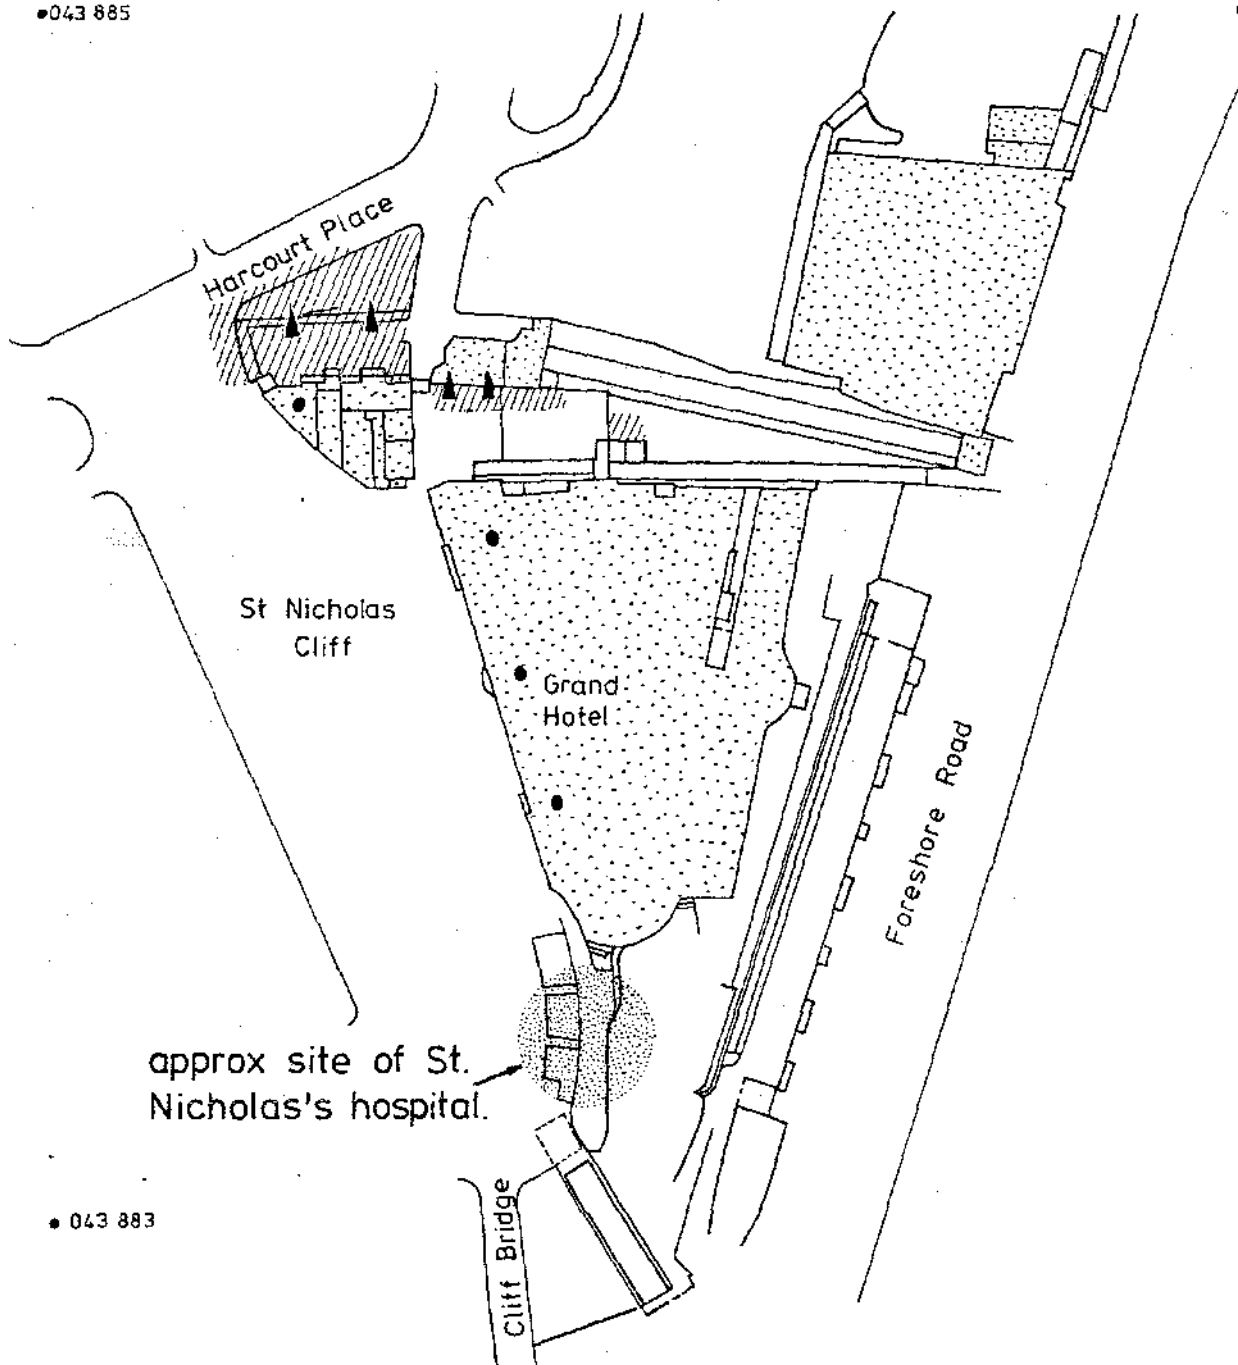 043 885
Harcourt Place
St Nicholas
Cliff
Grand
Hotel
Foreshore Road
approx site of St.
Nicholas's hospital.
Cliff Bridge
043 883